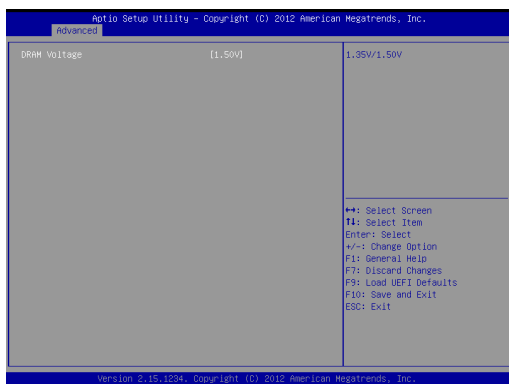 Aptio Setup Utility – Copyright (C) 2012 American Megatrends, Inc.
Advanced
DRAM Voltage [1.50V]
1.35V/1.50V
↔: Select Screen
↑↓: Select Item
Enter: Select
+/-: Change Option
F1: General Help
F7: Discard Changes
F9: Load UEFI Defaults
F10: Save and Exit
ESC: Exit
Version 2.15.1234. Copyright (C) 2012 American Megatrends, Inc.